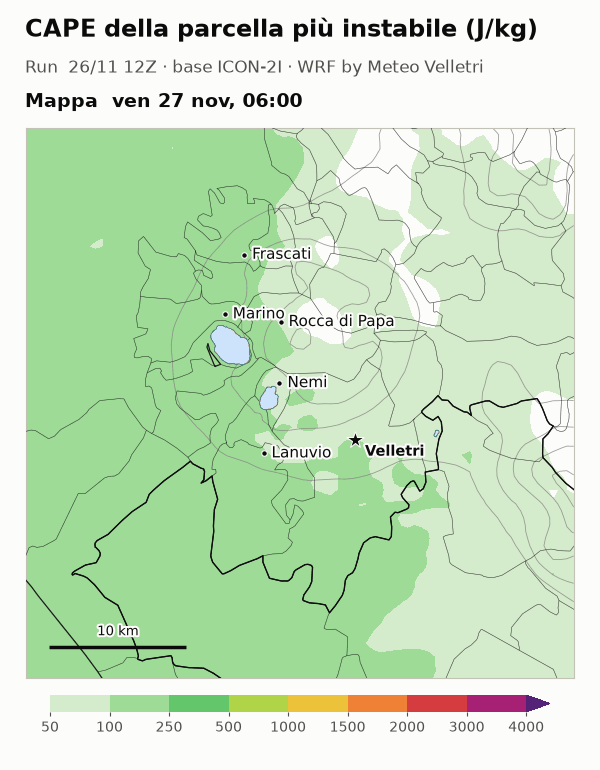 CAPE della parcella più instabile (J/kg)
Run  26/11 12Z · base ICON-2I · WRF by Meteo Velletri
Mappa  ven 27 nov, 06:00
Frascati
Marino
Rocca di Papa
Nemi
Velletri
Lanuvio
10 km
50 100 250 500 1000 1500 2000 3000 4000